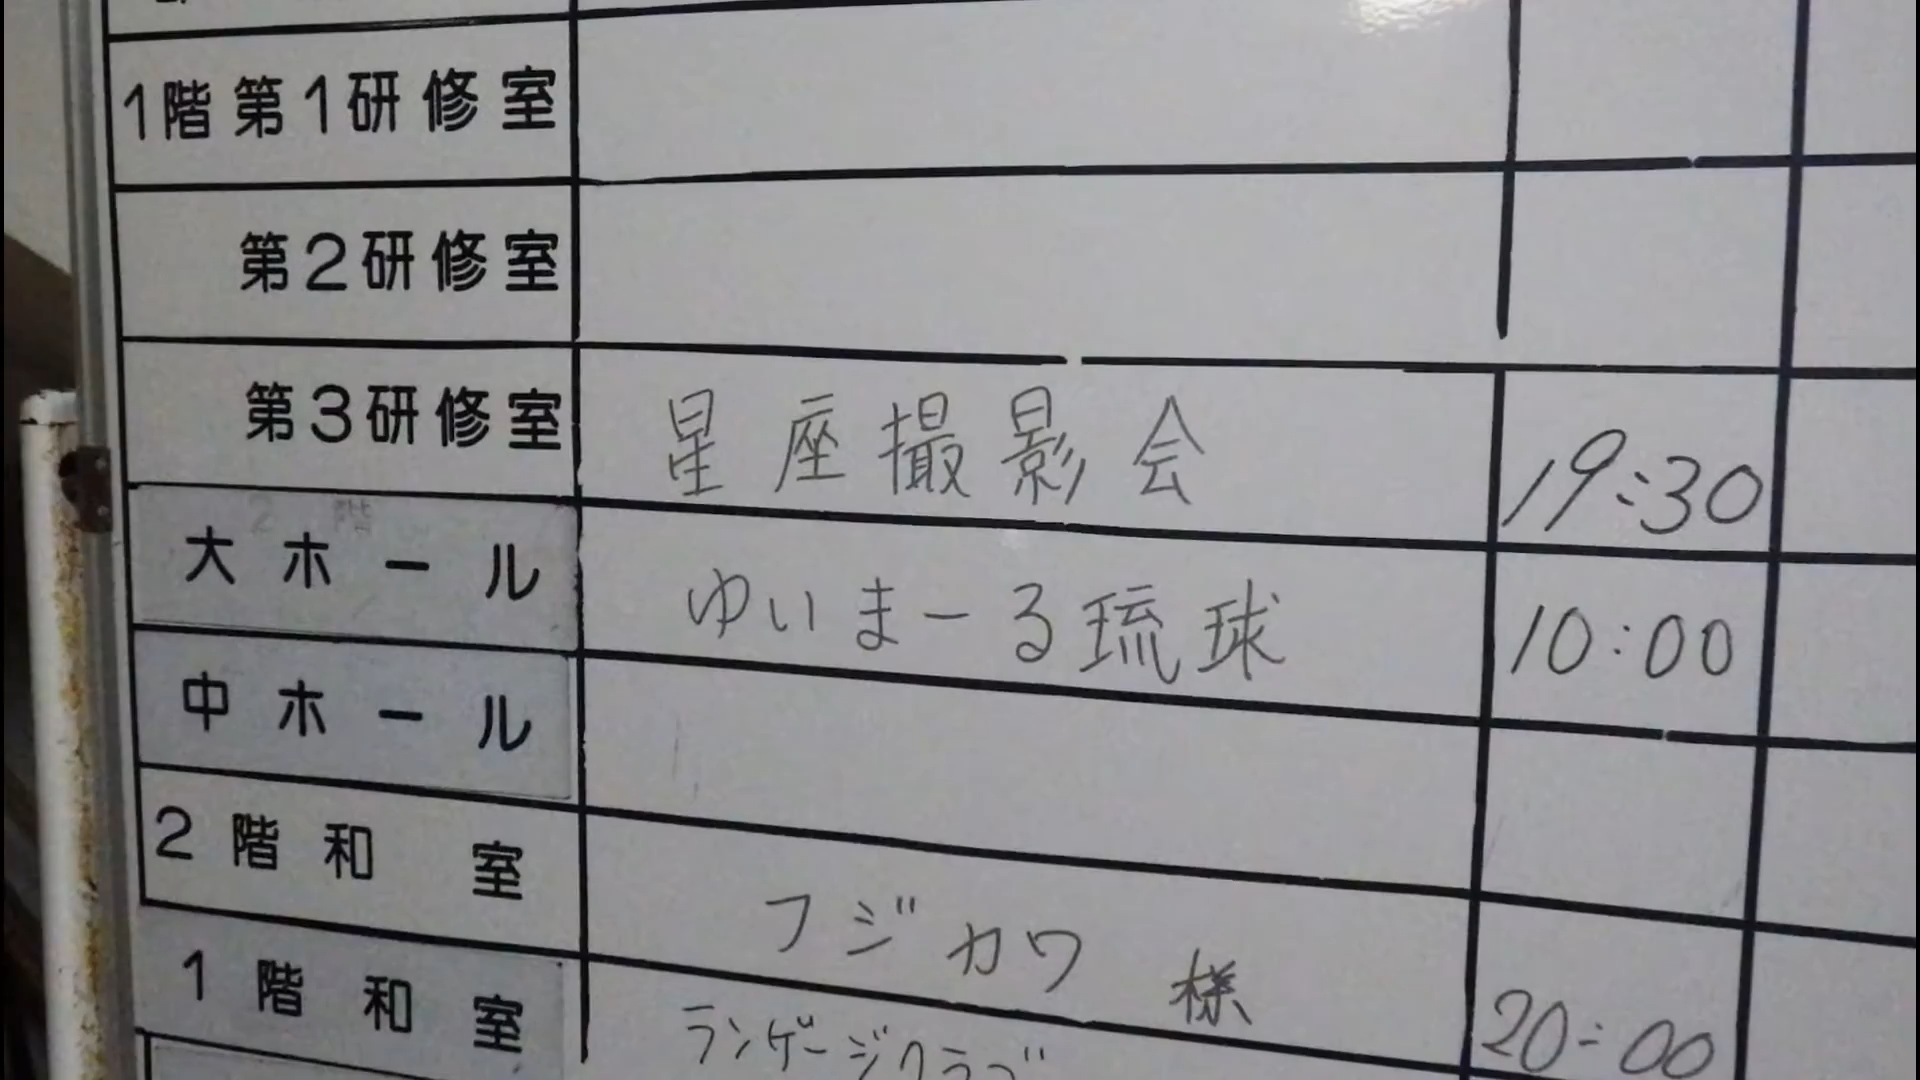 1階第1研修室
第2研修室
第3研修室 星座撮影会 19:30
大ホール ゆいまーる琉球 10:00
中ホール
2階和室 フジカワ様 20:00
1階和室 ランゲージクラブ